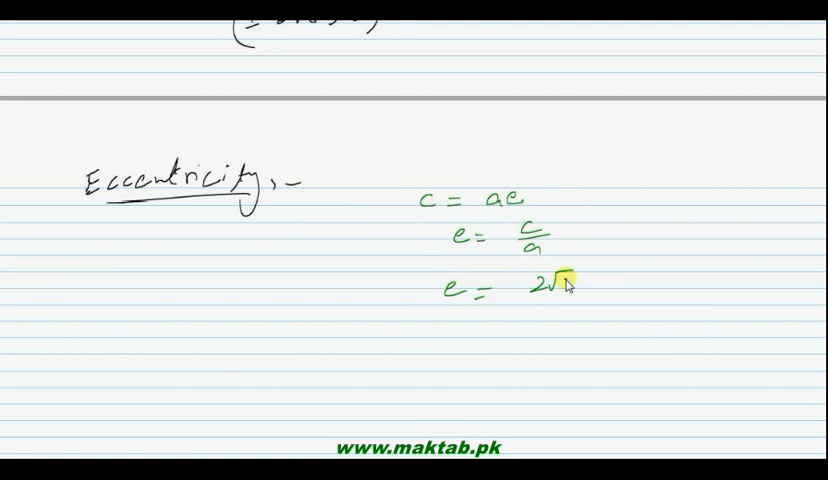 Eccentricity :-
c = ae
e = c/a
e = 2√
www.maktab.pk